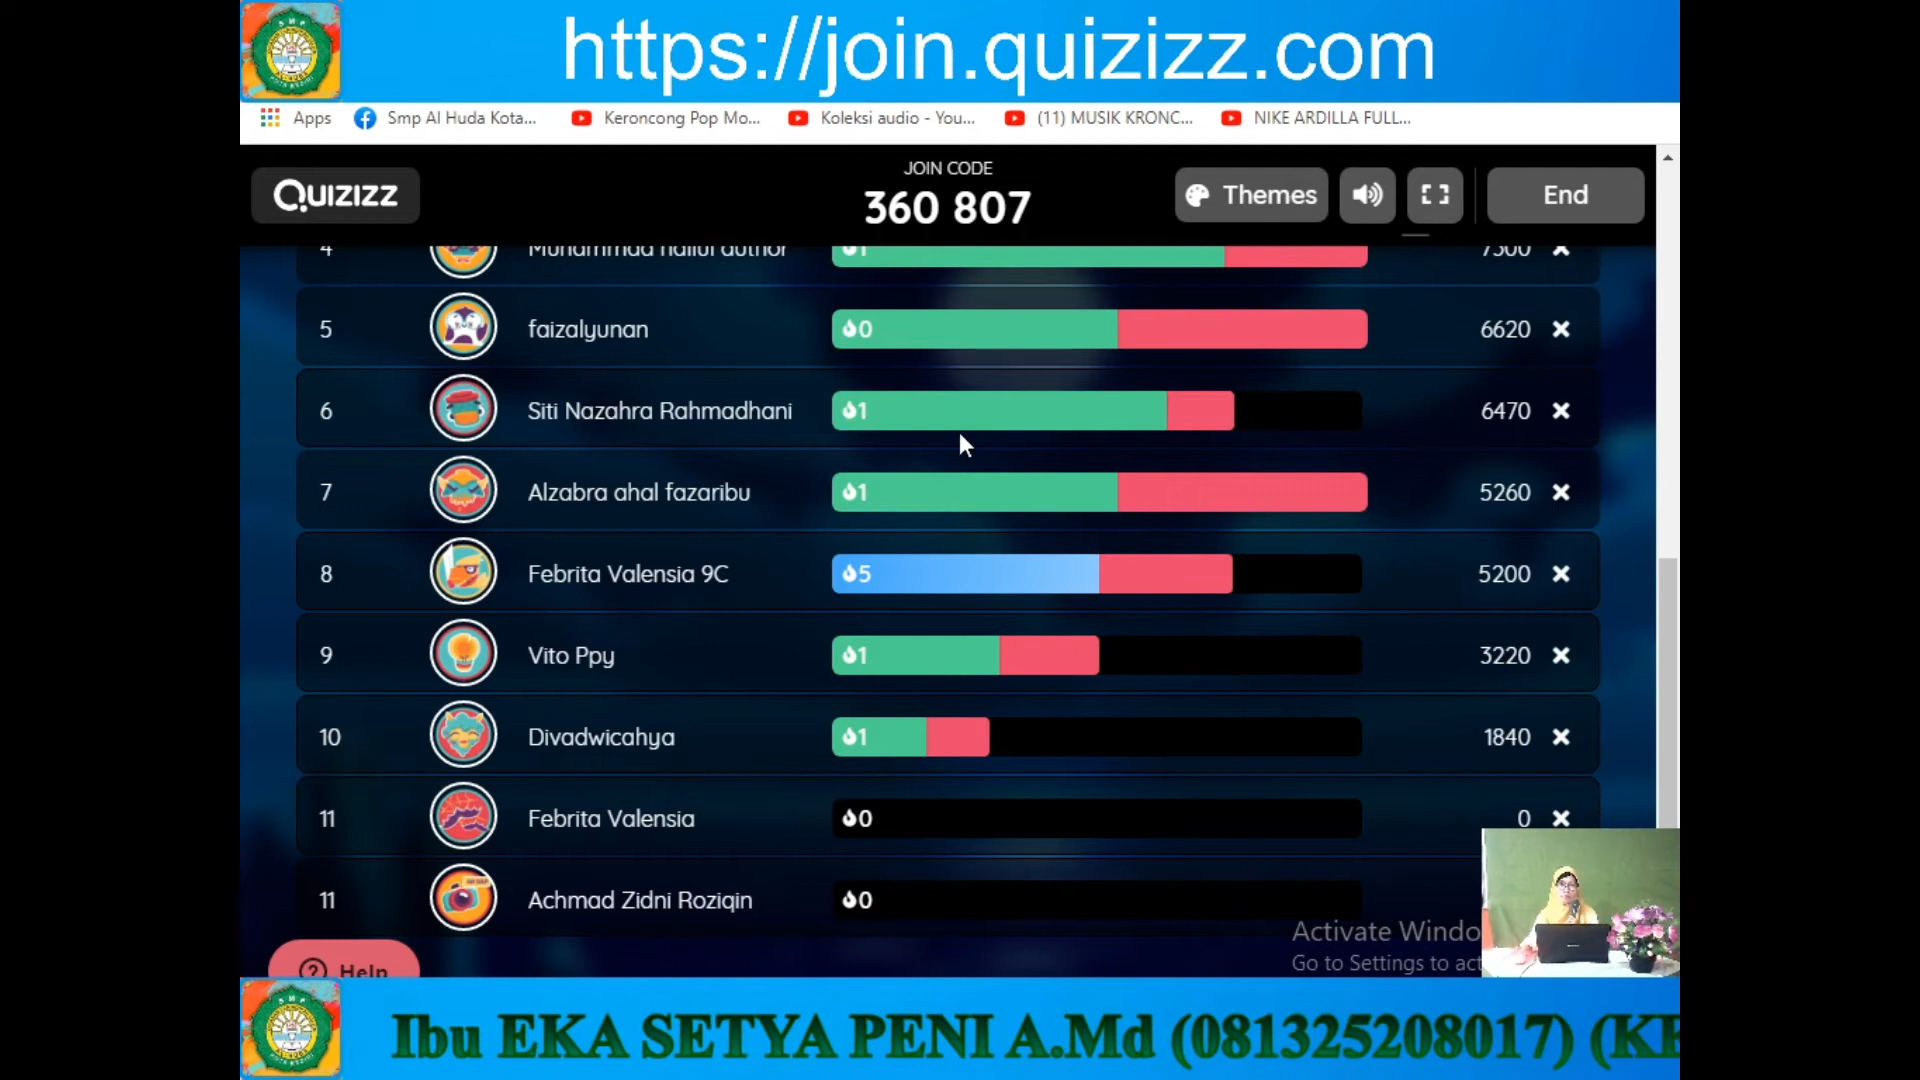 https://join.quizizz.com
Apps Smp Al Huda Kota... Keroncong Pop Mo... Koleksi audio - You... (11) MUSIK KRONC... NIKE ARDILLA FULL...
JOIN CODE
Quizizz 360 807 Themes End
4 1 7300
5 faizalyunan 0 6620
6 Siti Nazahra Rahmadhani 1 6470
7 Alzabra ahal fazaribu 1 5260
8 Febrita Valensia 9C 5 5200
9 Vito Ppy 1 3220
10 Divadwicahya 1 1840
11 Febrita Valensia 0 0
11 Achmad Zidni Roziqin 0
Activate Windo
Go to Settings to act
Help
Ibu EKA SETYA PENI A.Md (081325208017) (KE